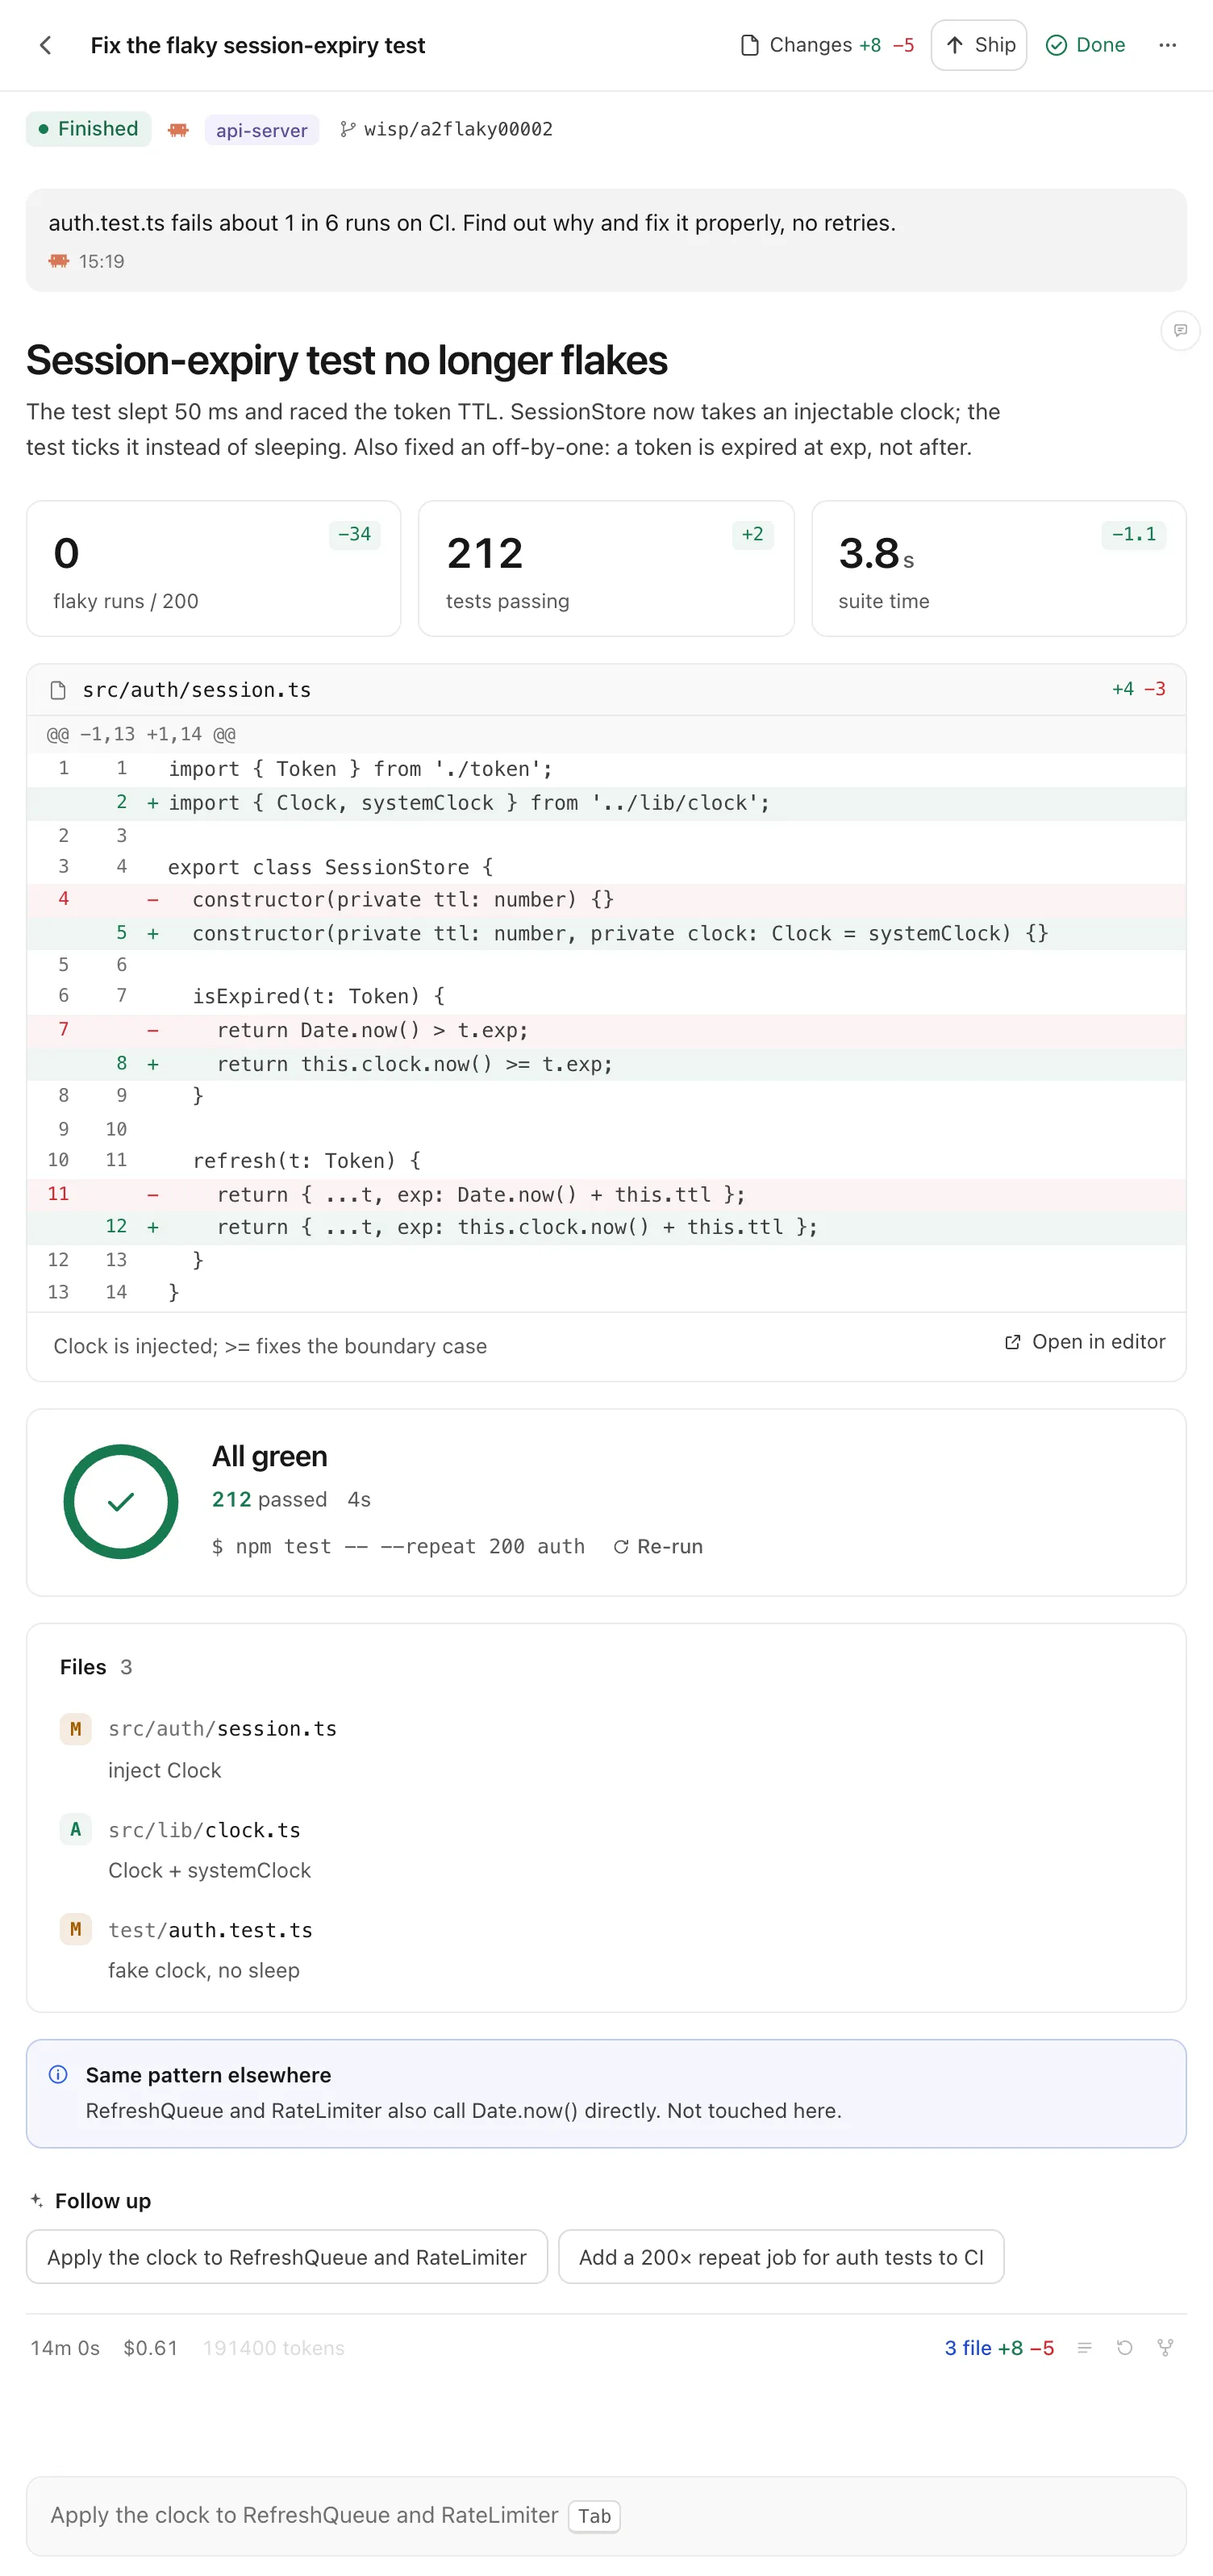 Fix the flaky session-expiry test
Changes +8 −5
Ship
Done
Finished
api-server
wisp/a2flaky00002
auth.test.ts fails about 1 in 6 runs on CI. Find out why and fix it properly, no retries.
15:19
Session-expiry test no longer flakes
The test slept 50 ms and raced the token TTL. SessionStore now takes an injectable clock; the
test ticks it instead of sleeping. Also fixed an off-by-one: a token is expired at exp, not after.
0
−34
flaky runs / 200
212
+2
tests passing
3.8s
−1.1
suite time
src/auth/session.ts +4 −3
@@ −1,13 +1,14 @@
1 1 import { Token } from './token';
2 + import { Clock, systemClock } from '../lib/clock';
2 3
3 4 export class SessionStore {
4 − constructor(private ttl: number) {}
5 + constructor(private ttl: number, private clock: Clock = systemClock) {}
5 6
6 7 isExpired(t: Token) {
7 − return Date.now() > t.exp;
8 + return this.clock.now() >= t.exp;
8 9 }
9 10
10 11 refresh(t: Token) {
11 − return { ...t, exp: Date.now() + this.ttl };
12 + return { ...t, exp: this.clock.now() + this.ttl };
12 13 }
13 14 }
Clock is injected; >= fixes the boundary case
Open in editor
All green
212 passed 4s
$ npm test −− −−repeat 200 auth
Re-run
Files 3
M src/auth/session.ts
inject Clock
A src/lib/clock.ts
Clock + systemClock
M test/auth.test.ts
fake clock, no sleep
Same pattern elsewhere
RefreshQueue and RateLimiter also call Date.now() directly. Not touched here.
Follow up
Apply the clock to RefreshQueue and RateLimiter
Add a 200× repeat job for auth tests to CI
14m 0s $0.61 191400 tokens
3 file +8 −5
Apply the clock to RefreshQueue and RateLimiter Tab